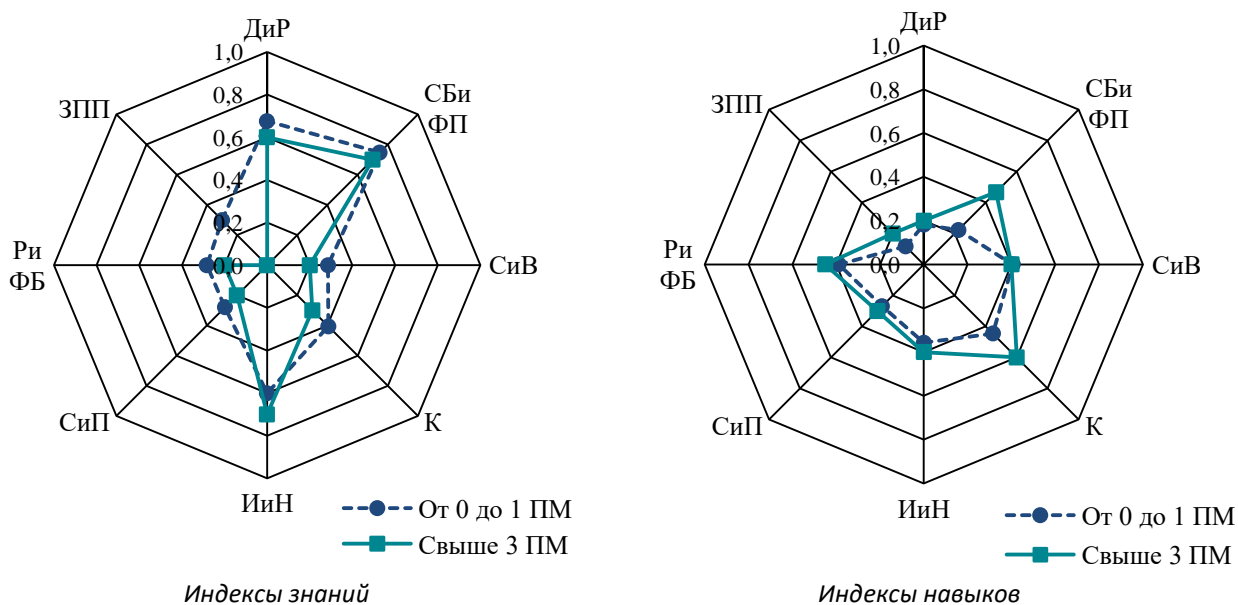 ДиР
1,0
СБи
ФП
0,8
ЗПП
0,6
0,4
0,2
Ри
ФБ
0,0
СиВ
СиП
К
ИиН
От 0 до 1 ПМ
Свыше 3 ПМ
Индексы знаний
ДиР
1,0
СБи
ФП
0,8
ЗПП
0,6
0,4
0,2
Ри
ФБ
0,0
СиВ
СиП
К
ИиН
От 0 до 1 ПМ
Свыше 3 ПМ
Индексы навыков